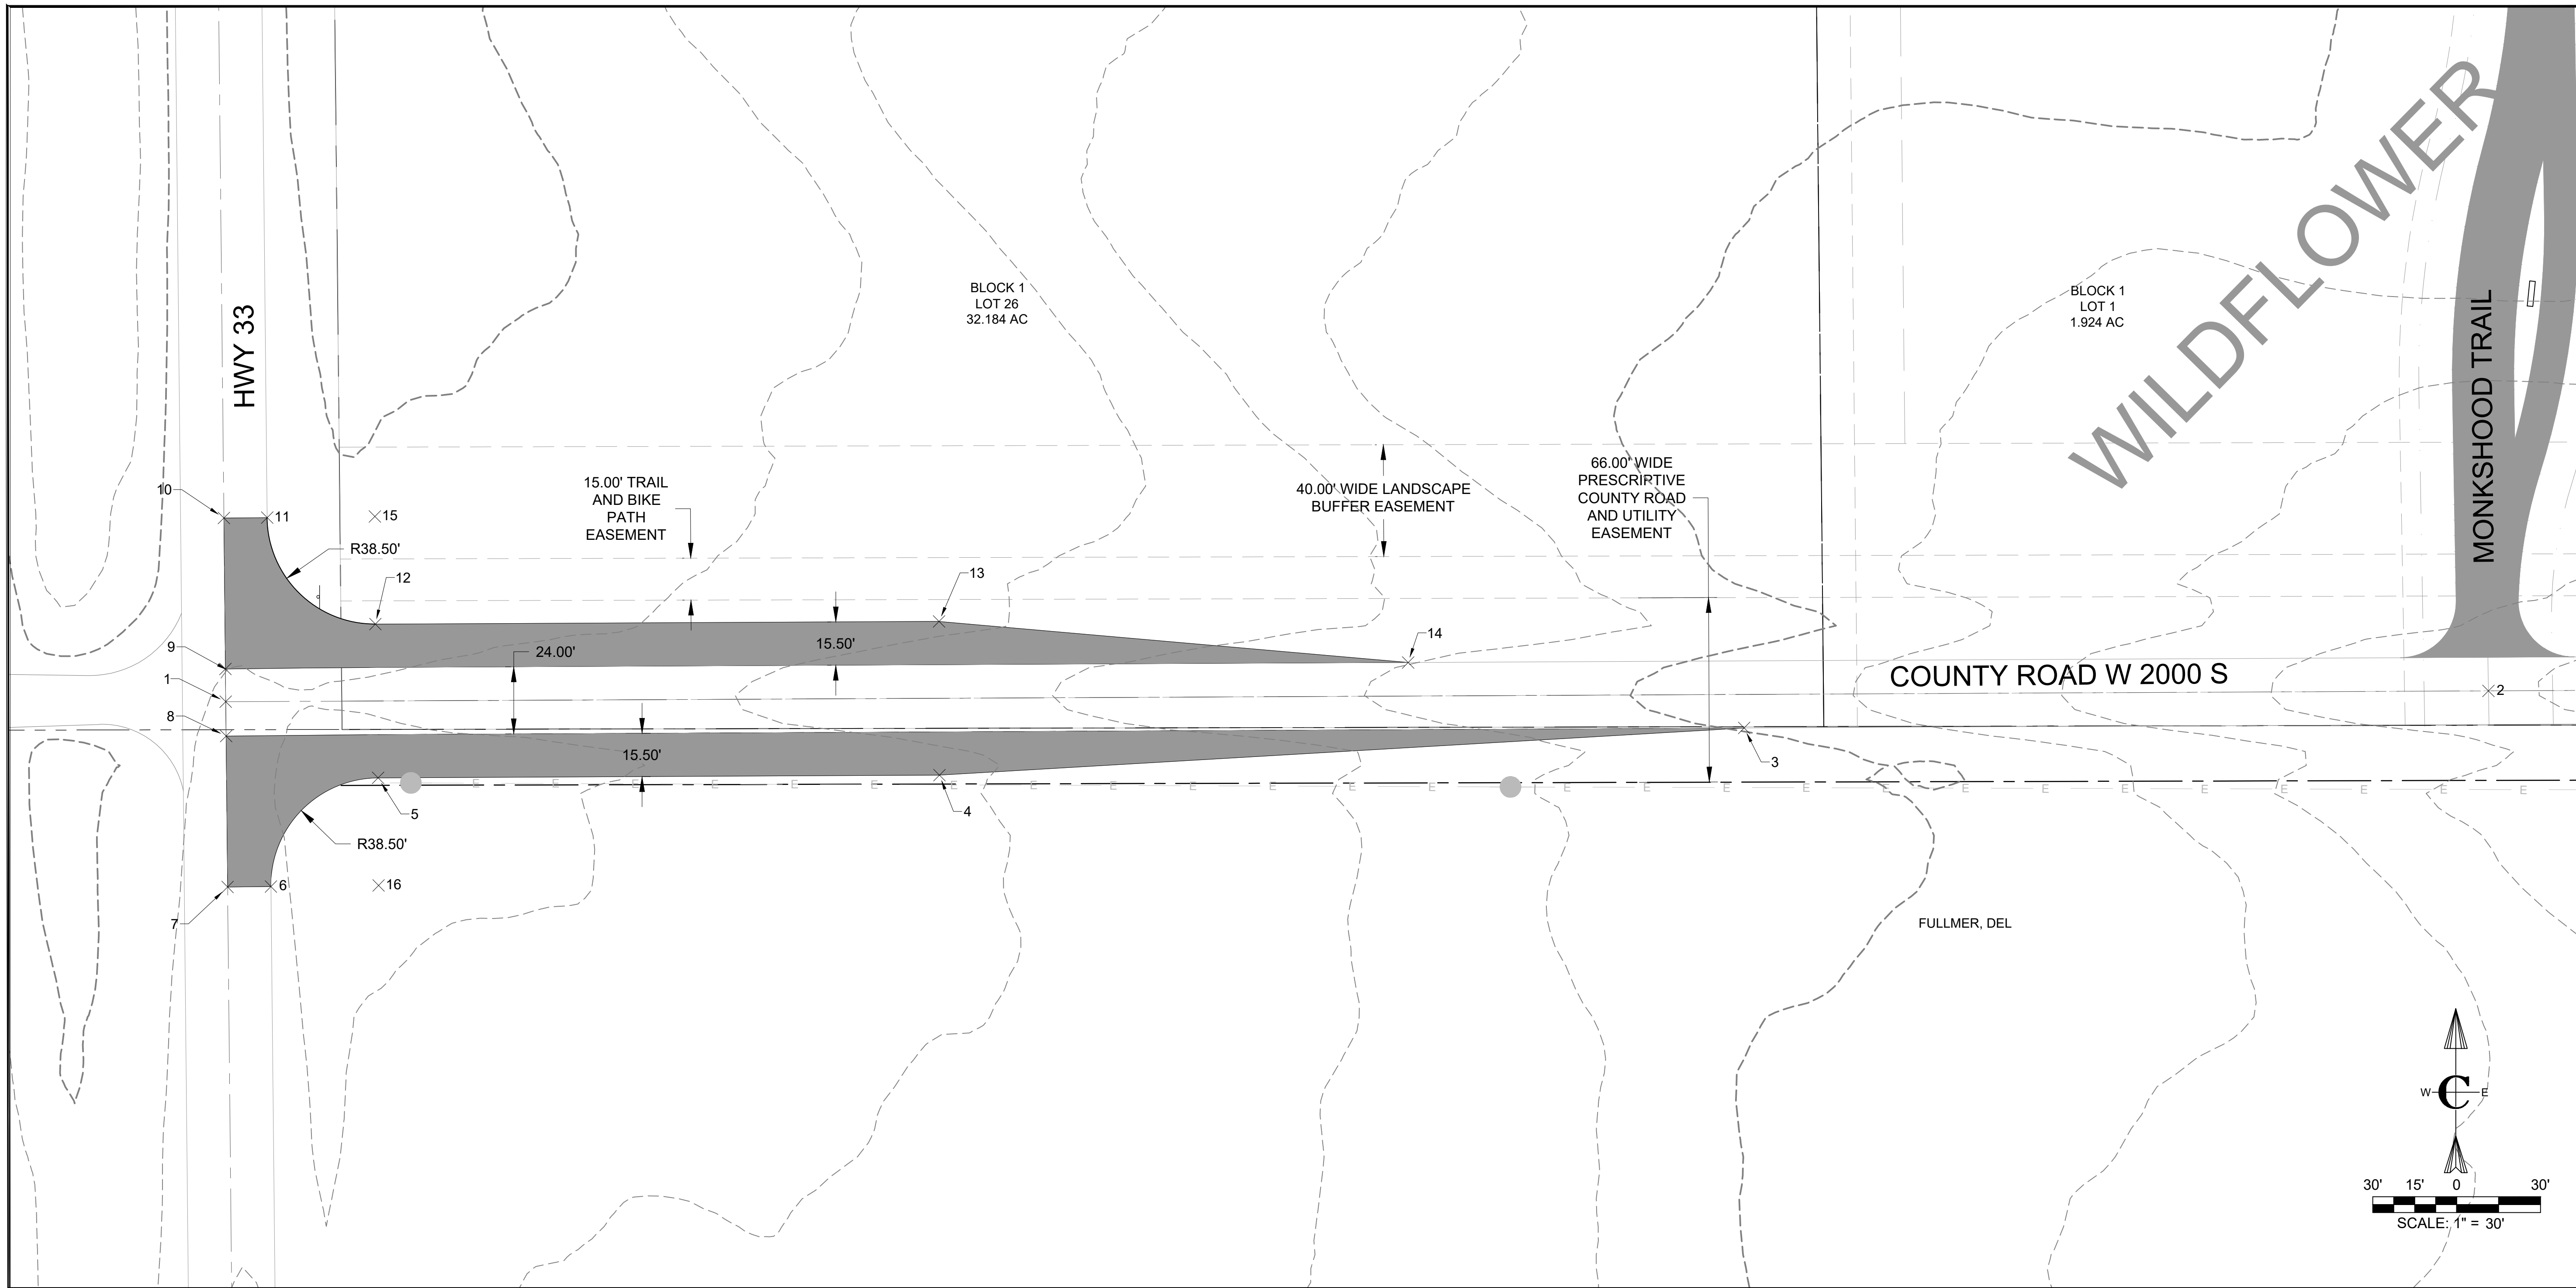 WILDFLOWER
HWY 33
BLOCK 1
LOT 26
32.184 AC
BLOCK 1
LOT 1
1.924 AC
MONKSHOOD TRAIL
15.00' TRAIL
AND BIKE
PATH
EASEMENT
40.00' WIDE LANDSCAPE
BUFFER EASEMENT
66.00' WIDE
PRESCRIPTIVE
COUNTY ROAD
AND UTILITY
EASEMENT
10
11
15
R38.50'
12
13
14
9
24.00'
15.50'
1
COUNTY ROAD W 2000 S
2
8
15.50'
3
E E E E E E E E E E E E E E E E E E E E E E E E E E
5
4
R38.50'
6
16
7
FULLMER, DEL
W C E
30' 15' 0 30'
SCALE: 1" = 30'